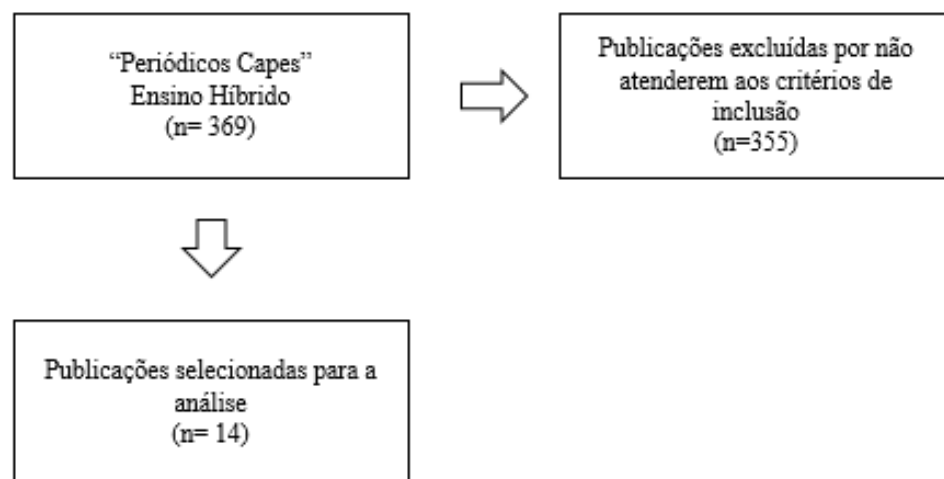 “Periódicos Capes”
Ensino Híbrido
(n= 369)
Publicações excluídas por não
atenderem aos critérios de
inclusão
(n=355)
Publicações selecionadas para a
análise
(n= 14)